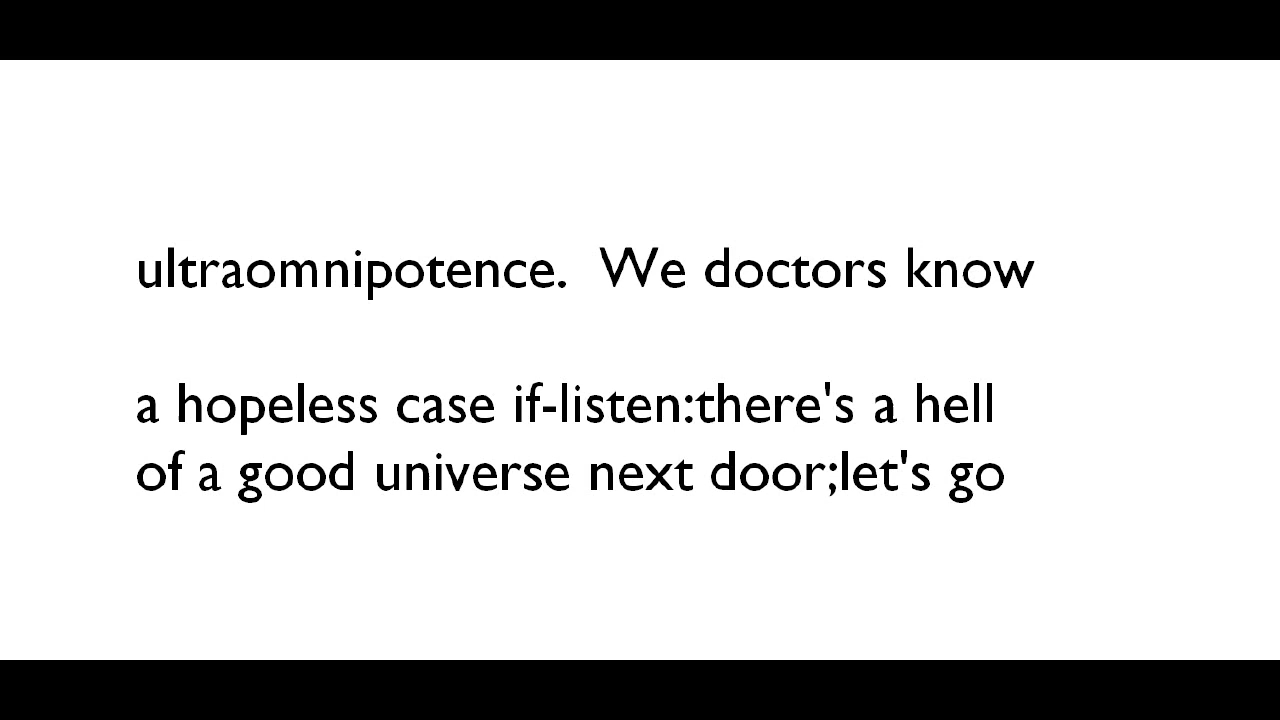 ultraomnipotence.  We doctors know
a hopeless case if-listen:there's a hell
of a good universe next door;let's go